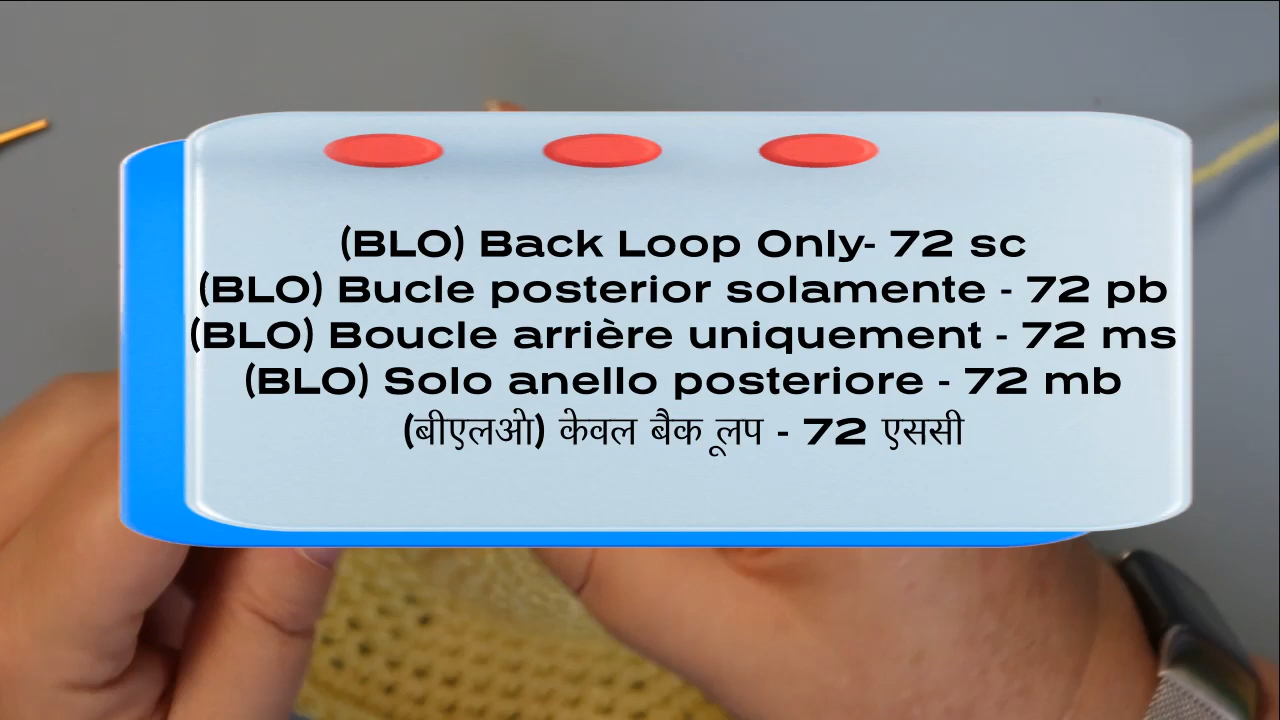 (BLO) Back Loop Only- 72 sc
(BLO) Bucle posterior solamente - 72 pb
(BLO) Boucle arrière uniquement - 72 ms
(BLO) Solo anello posteriore - 72 mb
(बीएलओ) केवल बैक लूप - 72 एससी